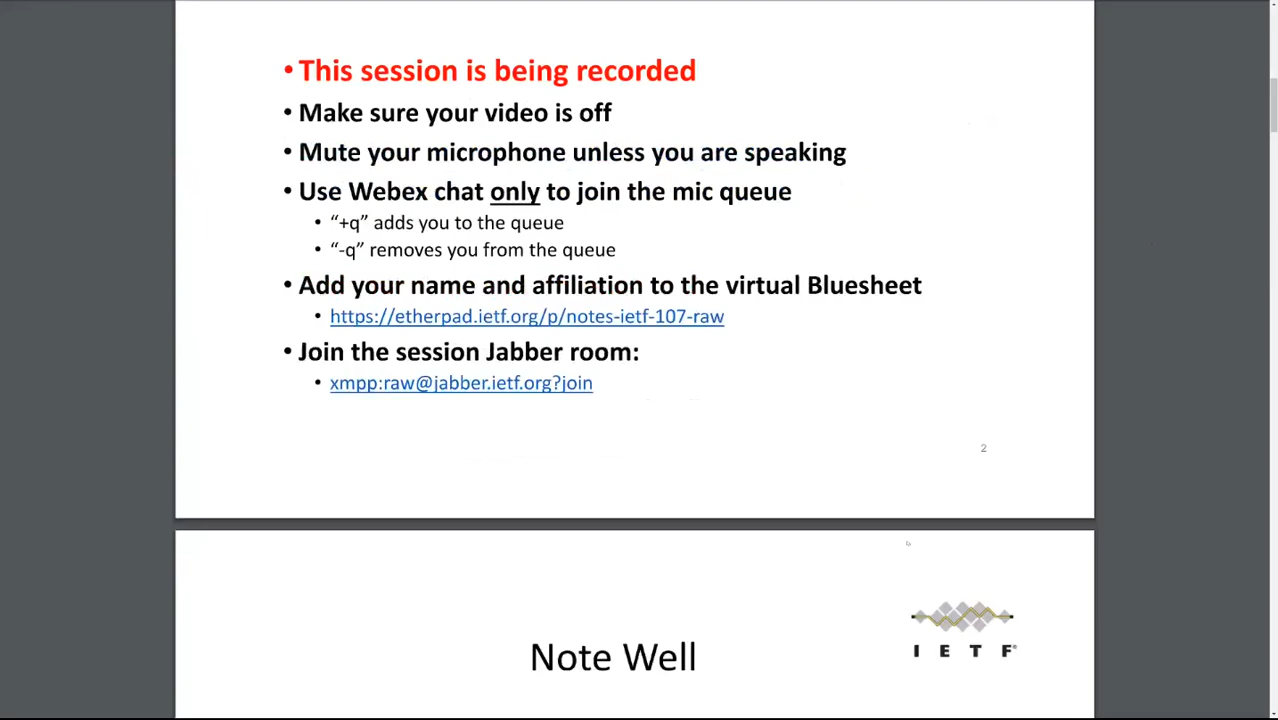 •This session is being recorded
• Make sure your video is off
• Mute your microphone unless you are speaking
• Use Webex chat only to join the mic queue
• “+q” adds you to the queue
• “-q” removes you from the queue
• Add your name and affiliation to the virtual Bluesheet
• https://etherpad.ietf.org/p/notes-ietf-107-raw
• Join the session Jabber room:
• xmpp:raw@jabber.ietf.org?join
2
I E T F®
Note Well